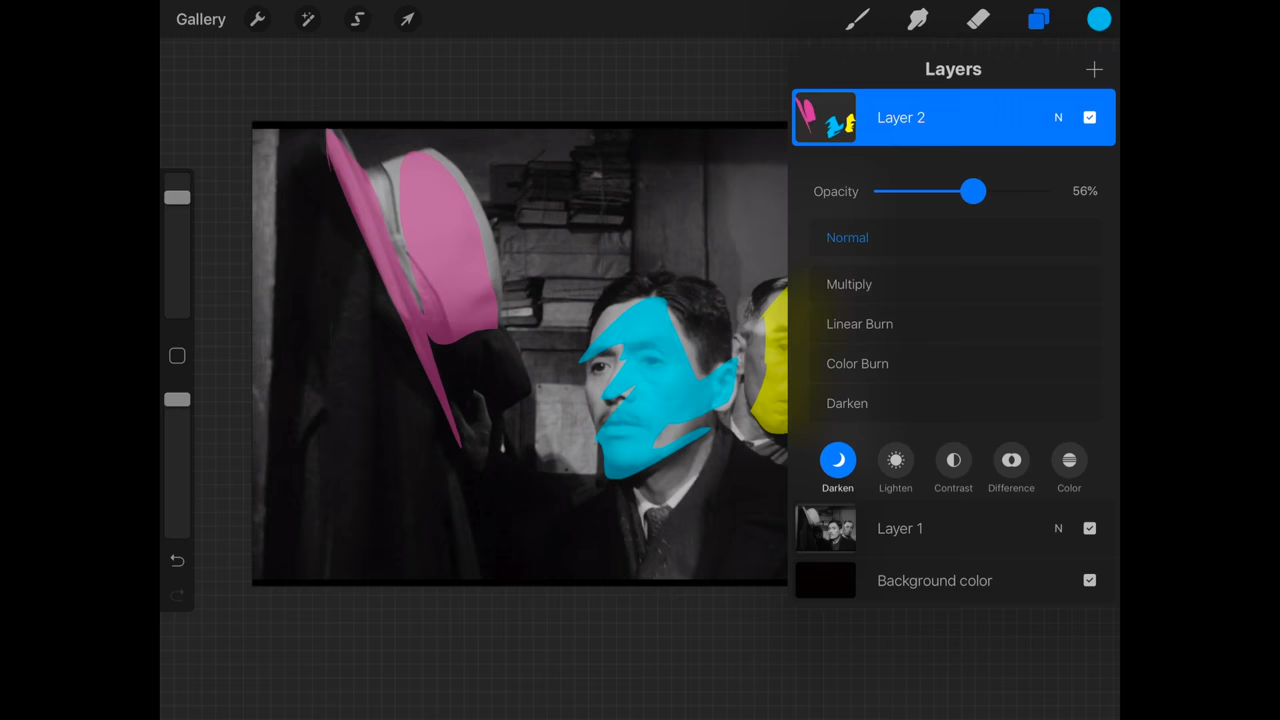 Gallery
Layers
Layer 2 N
Opacity 56%
Normal
Multiply
Linear Burn
Color Burn
Darken
Darken Lighten Contrast Difference Color
Layer 1 N
Background color